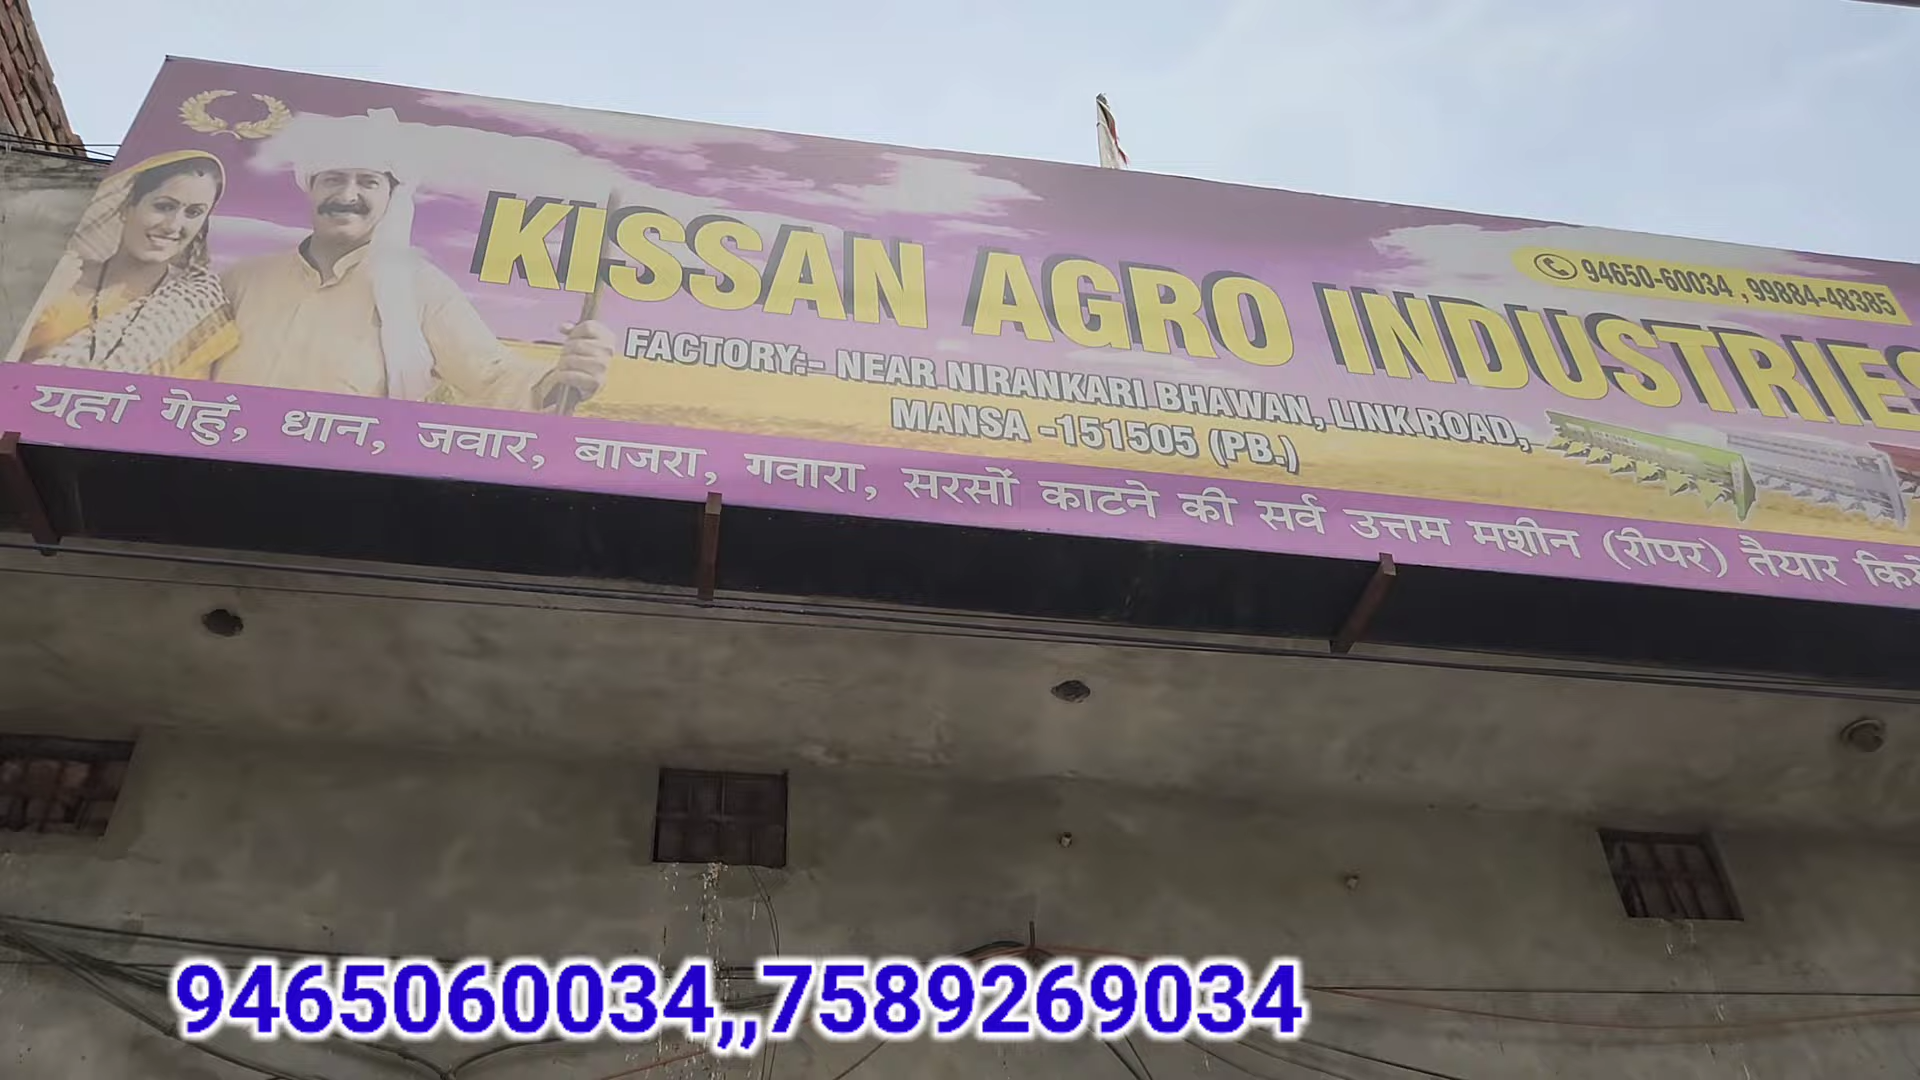 94650-60034 , 99884-48385
KISSAN AGRO INDUSTRIES
FACTORY:- NEAR NIRANKARI BHAWAN, LINK ROAD,
MANSA -151505 (PB.)
यहां गेहुं, धान, जवार, बाजरा, गवारा, सरसों काटने की सर्व उत्तम मशीन (रीपर) तैयार
9465060034,,7589269034